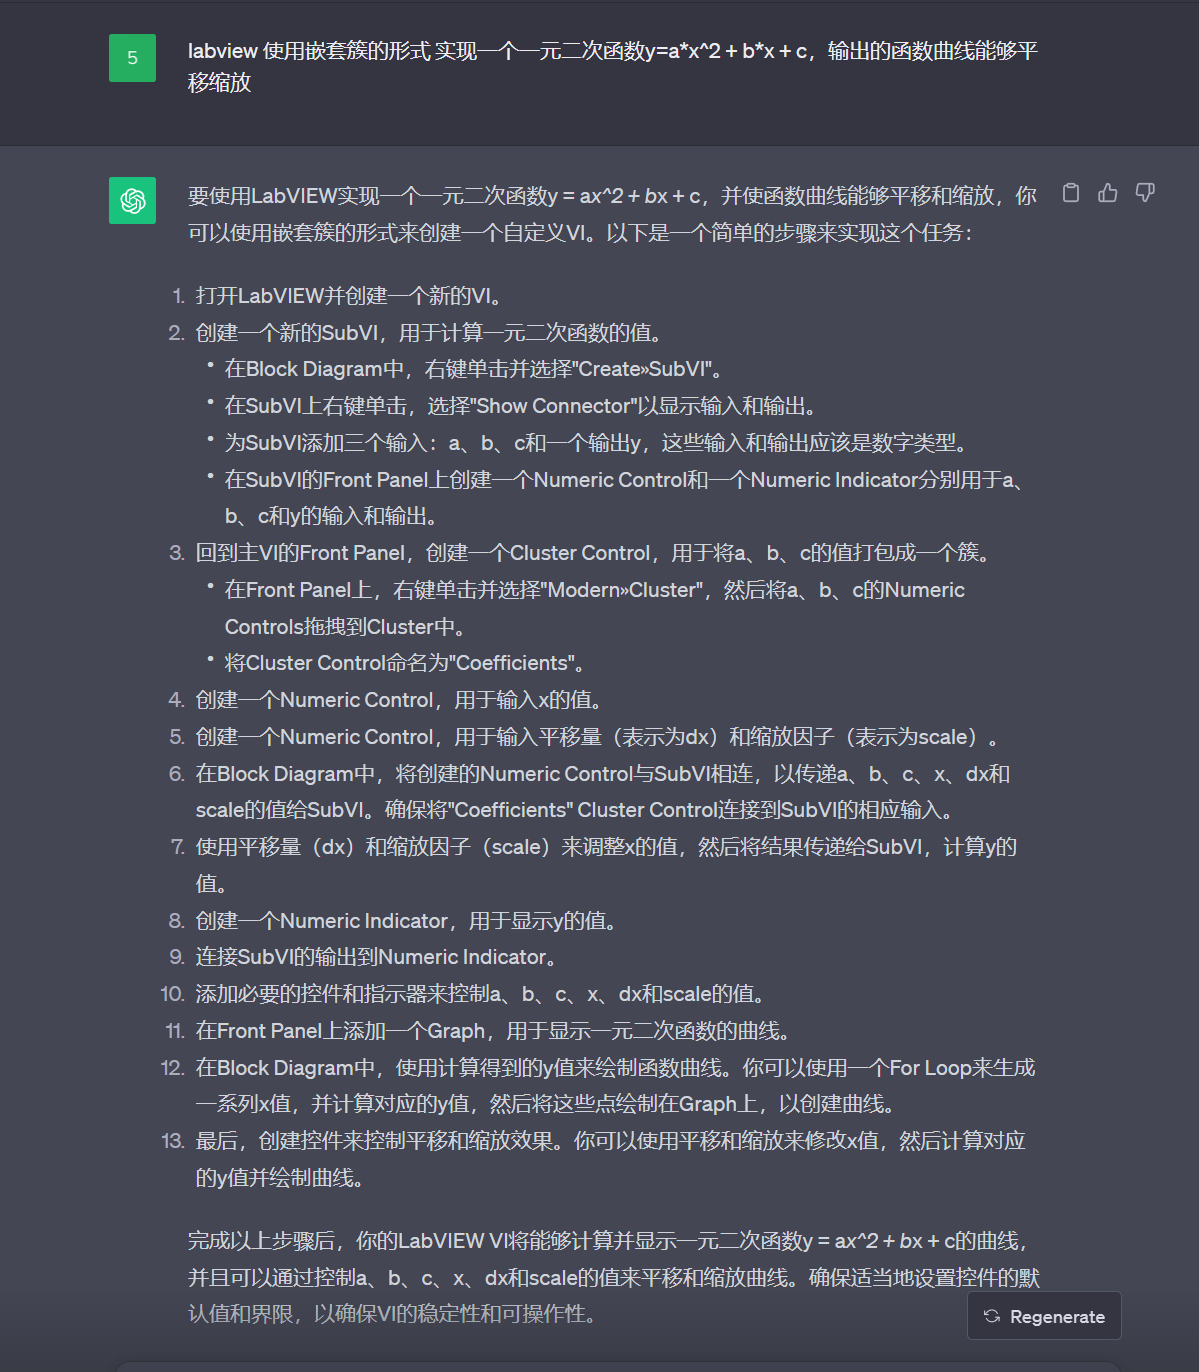 5
labview 使用嵌套簇的形式 实现一个一元二次函数y=a*x^2 + b*x + c，输出的函数曲线能够平
移缩放
要使用LabVIEW实现一个一元二次函数y = ax^2 + bx + c，并使函数曲线能够平移和缩放，你
可以使用嵌套簇的形式来创建一个自定义VI。以下是一个简单的步骤来实现这个任务：
1. 打开LabVIEW并创建一个新的VI。
2. 创建一个新的SubVI，用于计算一元二次函数的值。
• 在Block Diagram中，右键单击并选择"Create»SubVI"。
• 在SubVI上右键单击，选择"Show Connector"以显示输入和输出。
• 为SubVI添加三个输入：a、b、c和一个输出y，这些输入和输出应该是数字类型。
• 在SubVI的Front Panel上创建一个Numeric Control和一个Numeric Indicator分别用于a、
b、c和y的输入和输出。
3. 回到主VI的Front Panel，创建一个Cluster Control，用于将a、b、c的值打包成一个簇。
• 在Front Panel上，右键单击并选择"Modern»Cluster"，然后将a、b、c的Numeric
Controls拖拽到Cluster中。
• 将Cluster Control命名为"Coefficients"。
4. 创建一个Numeric Control，用于输入x的值。
5. 创建一个Numeric Control，用于输入平移量（表示为dx）和缩放因子（表示为scale）。
6. 在Block Diagram中，将创建的Numeric Control与SubVI相连，以传递a、b、c、x、dx和
scale的值给SubVI。确保将"Coefficients" Cluster Control连接到SubVI的相应输入。
7. 使用平移量（dx）和缩放因子（scale）来调整x的值，然后将结果传递给SubVI，计算y的
值。
8. 创建一个Numeric Indicator，用于显示y的值。
9. 连接SubVI的输出到Numeric Indicator。
10. 添加必要的控件和指示器来控制a、b、c、x、dx和scale的值。
11. 在Front Panel上添加一个Graph，用于显示一元二次函数的曲线。
12. 在Block Diagram中，使用计算得到的y值来绘制函数曲线。你可以使用一个For Loop来生成
一系列x值，并计算对应的y值，然后将这些点绘制在Graph上，以创建曲线。
13. 最后，创建控件来控制平移和缩放效果。你可以使用平移和缩放来修改x值，然后计算对应
的y值并绘制曲线。
完成以上步骤后，你的LabVIEW VI将能够计算并显示一元二次函数y = ax^2 + bx + c的曲线，
并且可以通过控制a、b、c、x、dx和scale的值来平移和缩放曲线。确保适当地设置控件的默
认值和界限，以确保VI的稳定性和可操作性。
Regenerate